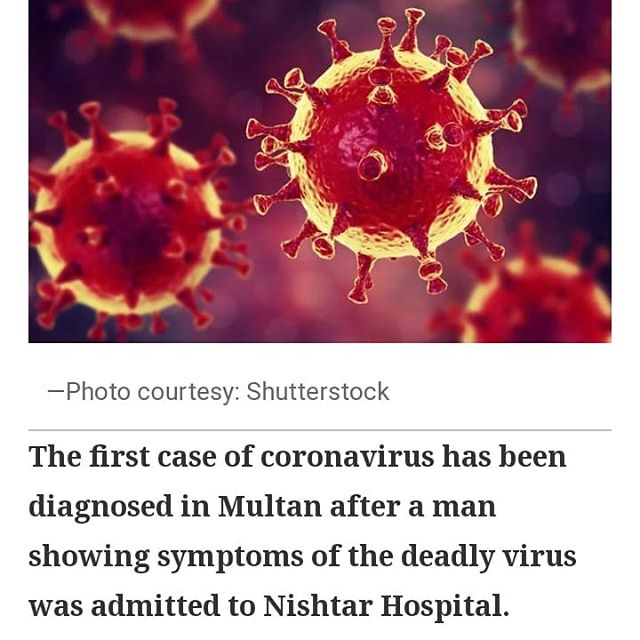 —Photo courtesy: Shutterstock
The first case of coronavirus has been
diagnosed in Multan after a man
showing symptoms of the deadly virus
was admitted to Nishtar Hospital.